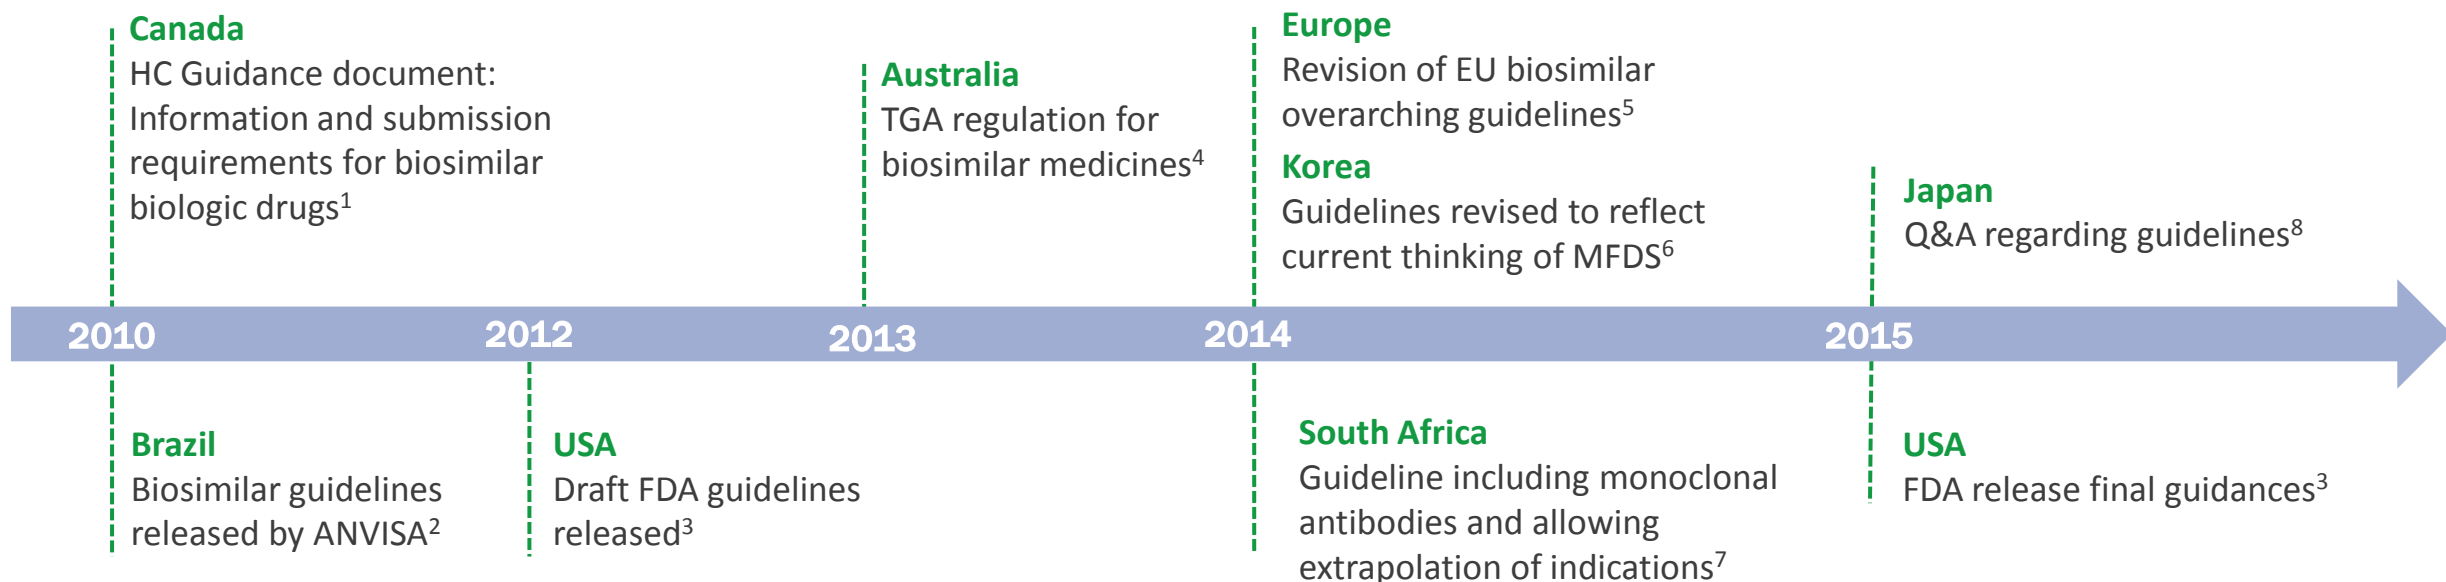 Canada
HC Guidance document:
Information and submission
requirements for biosimilar
biologic drugs¹
Australia
TGA regulation for
biosimilar medicines⁴
Europe
Revision of EU biosimilar
overarching guidelines⁵
Korea
Guidelines revised to reflect
current thinking of MFDS⁶
Japan
Q&A regarding guidelines⁸
2010
2012
2013
2014
2015
Brazil
Biosimilar guidelines
released by ANVISA²
USA
Draft FDA guidelines
released³
South Africa
Guideline including monoclonal
antibodies and allowing
extrapolation of indications⁷
USA
FDA release final guidances³